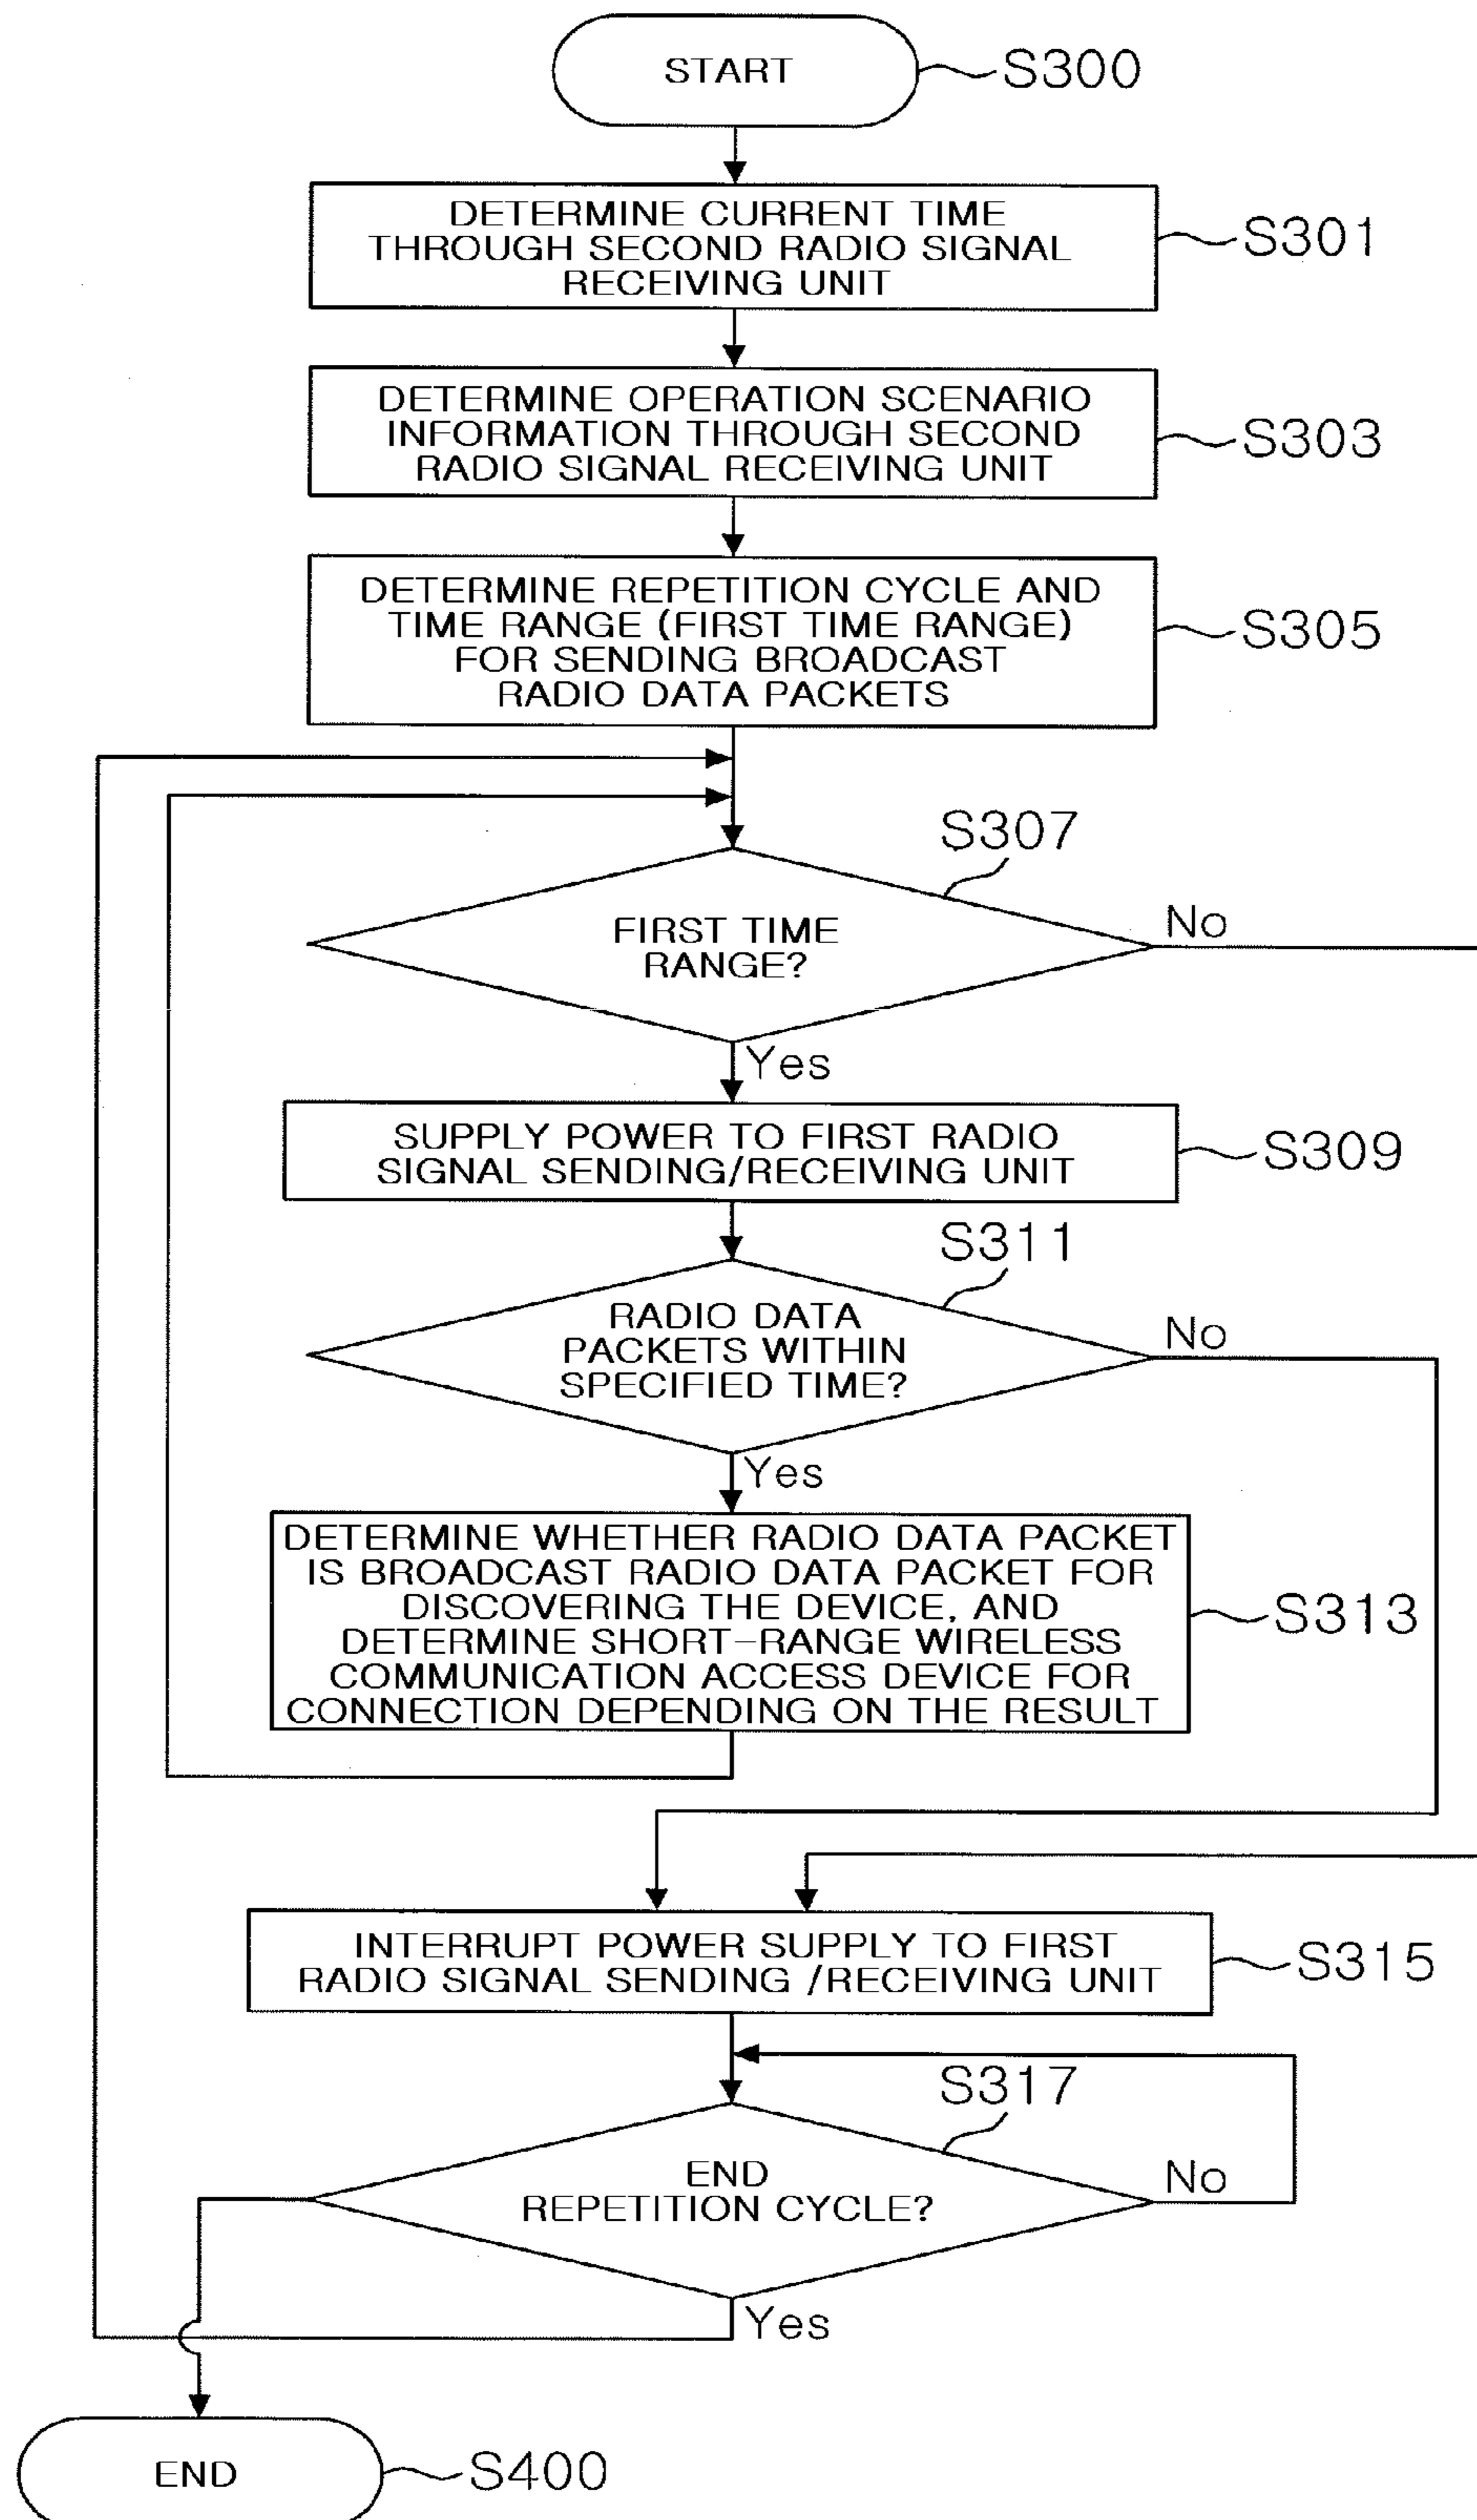 START
S300
DETERMINE CURRENT TIME
THROUGH SECOND RADIO SIGNAL
RECEIVING UNIT
S301
DETERMINE OPERATION SCENARIO
INFORMATION THROUGH SECOND
RADIO SIGNAL RECEIVING UNIT
S303
DETERMINE REPETITION CYCLE AND
TIME RANGE (FIRST TIME RANGE)
FOR SENDING BROADCAST
RADIO DATA PACKETS
S305
S307
FIRST TIME
RANGE?
No
Yes
SUPPLY POWER TO FIRST RADIO
SIGNAL SENDING/RECEIVING UNIT
S309
S311
RADIO DATA
PACKETS WITHIN
SPECIFIED TIME?
No
Yes
DETERMINE WHETHER RADIO DATA PACKET
IS BROADCAST RADIO DATA PACKET FOR
DISCOVERING THE DEVICE, AND
DETERMINE SHORT-RANGE WIRELESS
COMMUNICATION ACCESS DEVICE FOR
CONNECTION DEPENDING ON THE RESULT
S313
INTERRUPT POWER SUPPLY TO FIRST
RADIO SIGNAL SENDING /RECEIVING UNIT
S315
S317
END
REPETITION CYCLE?
No
Yes
END
S400